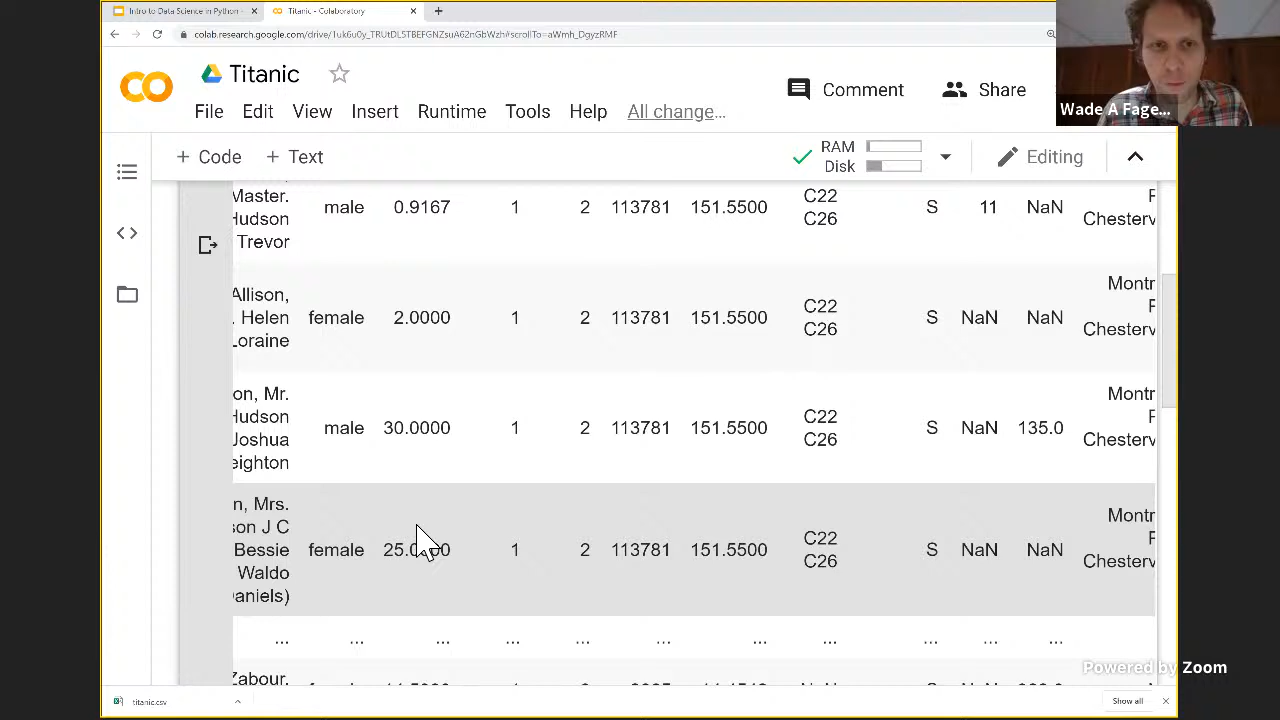 Intro to Data Science in Python -
Titanic - Colaboratory
colab.research.google.com/drive/1uk6u0y_TRUtDLSTBEFGNZsuA62nGbWzh#scrollTo=aWmh_DgyzRMF
Titanic
Comment
Share
File Edit View Insert Runtime Tools Help All change...
Wade A Fage...
+ Code + Text
RAM
Disk
Editing
Master.
Hudson
Trevor
male 0.9167 1 2 113781 151.5500 C22
C26
S 11 NaN
Chesterv
Allison,
Helen
Loraine
female 2.0000 1 2 113781 151.5500 C22
C26
S NaN NaN
Montr
Chesterv
on, Mr.
Hudson
Joshua
eighton
male 30.0000 1 2 113781 151.5500 C22
C26
S NaN 135.0
Montr
Chesterv
n, Mrs.
son J C
Bessie
Waldo
Daniels)
female 1 2 113781 151.5500 C22
C26
S NaN NaN
Montr
Chesterv
... ... ... ... ... ... ... ... ... ... ...
Zabour.
Powered by Zoom
titanic.csv
Show all